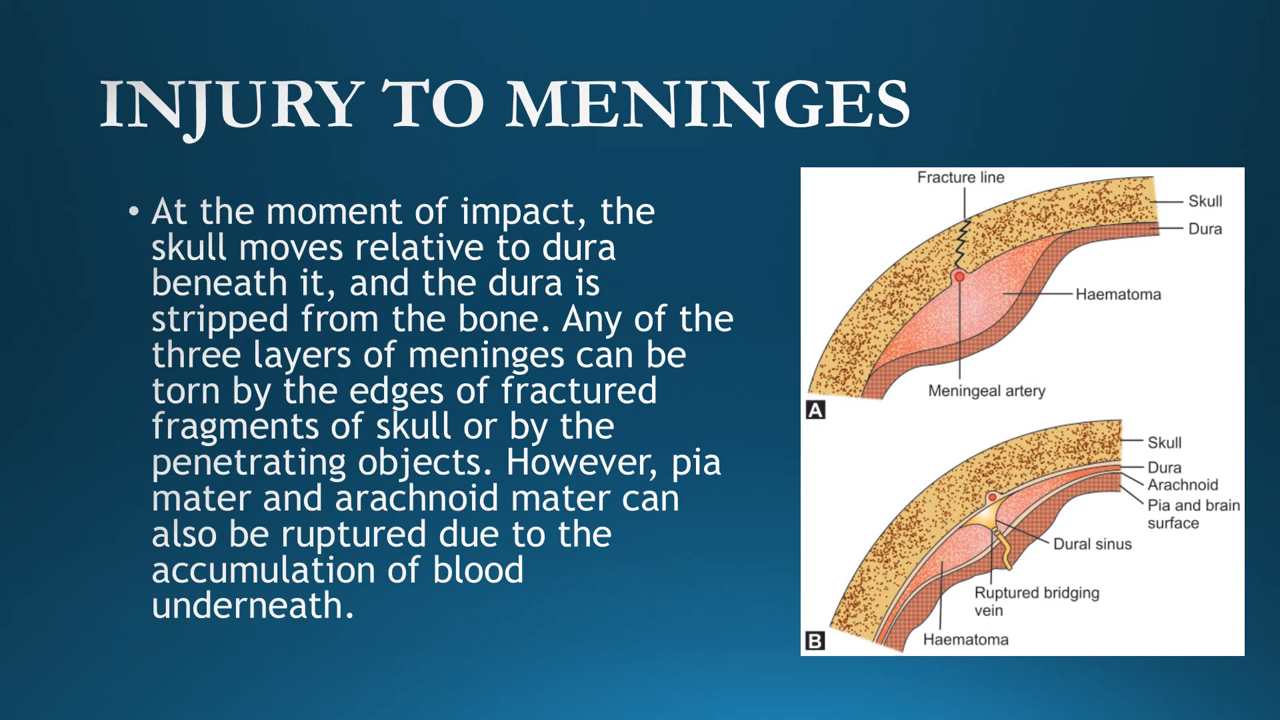 INJURY TO MENINGES
• At the moment of impact, the
skull moves relative to dura
beneath it, and the dura is
stripped from the bone. Any of the
three layers of meninges can be
torn by the edges of fractured
fragments of skull or by the
penetrating objects. However, pia
mater and arachnoid mater can
also be ruptured due to the
accumulation of blood
underneath.
Fracture line
Skull
Dura
Haematoma
Meningeal artery
A
Skull
Dura
Arachnoid
Pia and brain
surface
Dural sinus
Ruptured bridging
vein
Haematoma
B